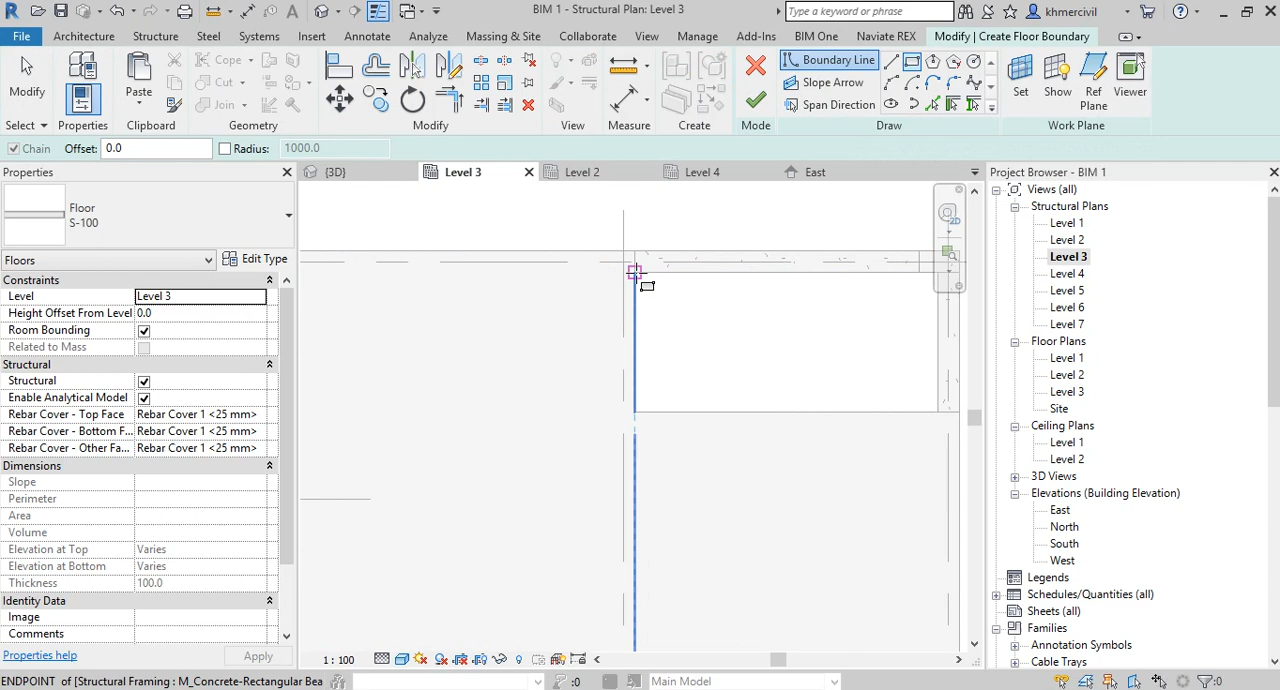 BIM 1 - Structural Plan: Level 3
Type a keyword or phrase
khmercivil
File Architecture Structure Steel Systems Insert Annotate Analyze Massing & Site Collaborate View Manage Add-Ins BIM One Naviate REX Modify | Create Floor Boundary
Modify
Paste
Cope
Cut
Join
Boundary Line
Slope Arrow
Span Direction
Set Show Ref Plane Viewer
Select Properties Clipboard Geometry Modify View Measure Create Mode Draw Work Plane
Chain Offset: 0.0 Radius: 1000.0
Properties
{3D} Level 3 Level 2 Level 4 East
Project Browser - BIM 1
Floor
S-100
Floors Edit Type
Constraints
Level Level 3
Height Offset From Level 0.0
Room Bounding
Related to Mass
Structural
Structural
Enable Analytical Model
Rebar Cover - Top Face Rebar Cover 1 <25 mm>
Rebar Cover - Bottom F... Rebar Cover 1 <25 mm>
Rebar Cover - Other Fa... Rebar Cover 1 <25 mm>
Dimensions
Slope
Perimeter
Area
Volume
Elevation at Top Varies
Elevation at Bottom Varies
Thickness 100.0
Identity Data
Image
Comments
Properties help Apply
2D
Views (all)
Structural Plans
Level 1
Level 2
Level 3
Level 4
Level 5
Level 6
Level 7
Floor Plans
Level 1
Level 2
Level 3
Site
Ceiling Plans
Level 1
Level 2
3D Views
Elevations (Building Elevation)
East
North
South
West
Legends
Schedules/Quantities (all)
Sheets (all)
Families
Annotation Symbols
Cable Trays
1 : 100
ENDPOINT of [Structural Framing : M_Concrete-Rectangular Bea
:0 Main Model :0